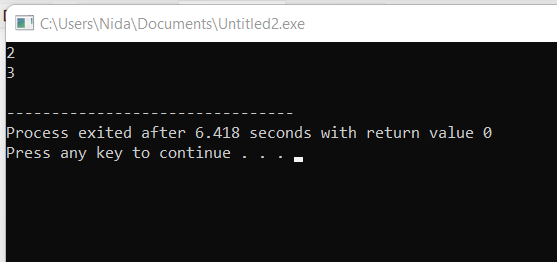 C:\Users\Nida\Documents\Untitled2.exe
2
3
--------------------------------
Process exited after 6.418 seconds with return value 0
Press any key to continue . . .